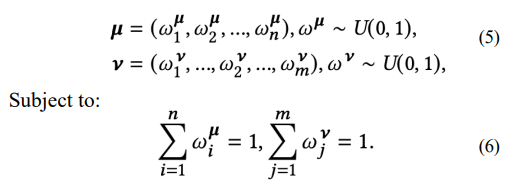 𝝁 = (ω₁^𝝁, ω₂^𝝁, ..., ωₙ^𝝁), ω^𝝁 ~ U(0, 1), (5)
𝝂 = (ω₁^𝝂, ..., ω₂^𝝂, ..., ωₘ^𝝂), ω^𝝂 ~ U(0, 1),
Subject to:
∑_{i=1}^{n} ωᵢ^𝝁 = 1, ∑_{j=1}^{m} ωⱼ^𝝂 = 1. (6)